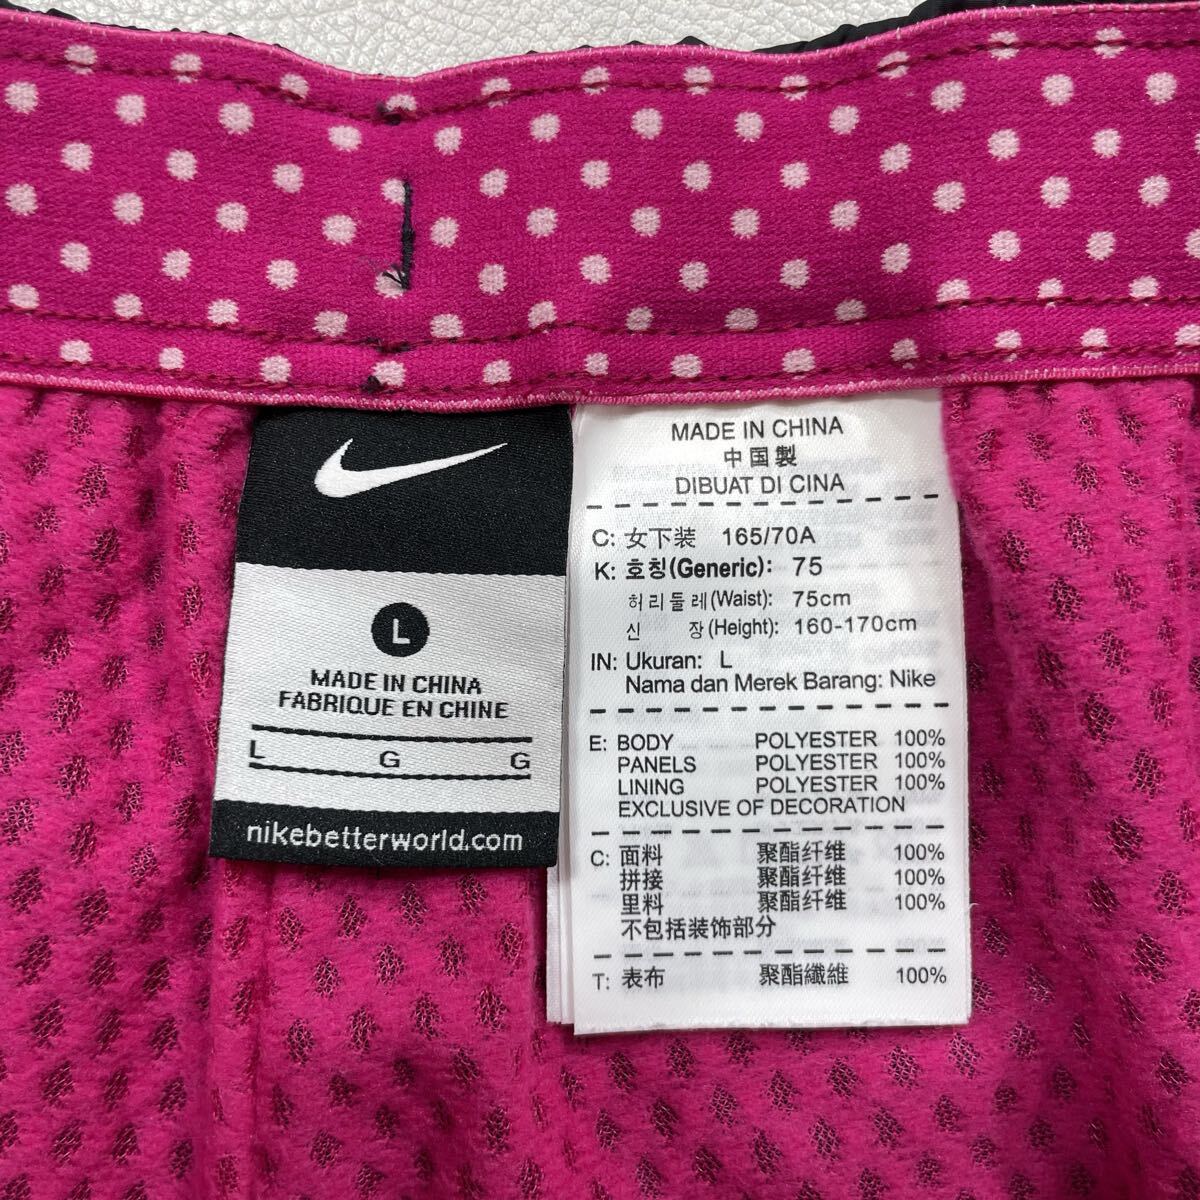 L
MADE IN CHINA
FABRIQUE EN CHINE
L G G
nikebetterworld.com
MADE IN CHINA
中国製
DIBUAT DI CINA
C: 女下装 165/70A
K: 호칭(Generic): 75
허리둘레(Waist): 75cm
신 장(Height): 160-170cm
IN: Ukuran: L
Nama dan Merek Barang: Nike
E: BODY POLYESTER 100%
PANELS POLYESTER 100%
LINING POLYESTER 100%
EXCLUSIVE OF DECORATION
C: 面料 聚酯纤维 100%
拼接 聚酯纤维 100%
里料 聚酯纤维 100%
不包括装饰部分
T: 表布 聚酯纖維 100%